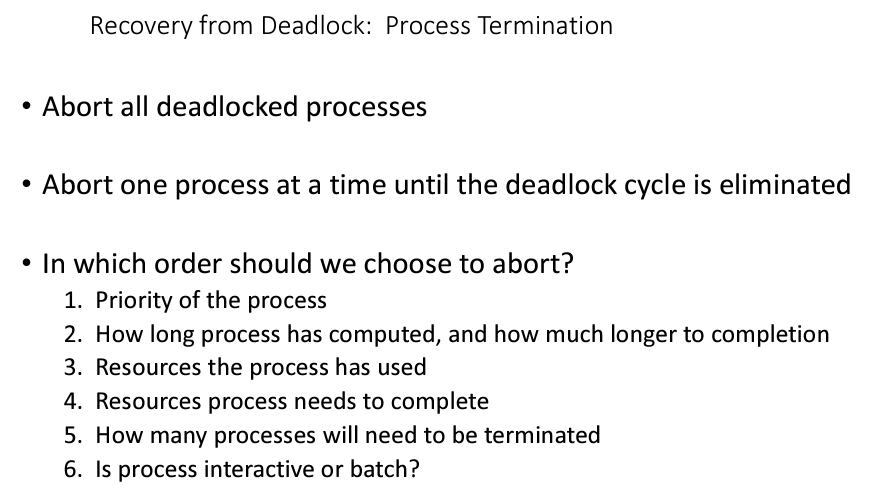 Recovery from Deadlock: Process Termination
• Abort all deadlocked processes
• Abort one process at a time until the deadlock cycle is eliminated
• In which order should we choose to abort?
1. Priority of the process
2. How long process has computed, and how much longer to completion
3. Resources the process has used
4. Resources process needs to complete
5. How many processes will need to be terminated
6. Is process interactive or batch?